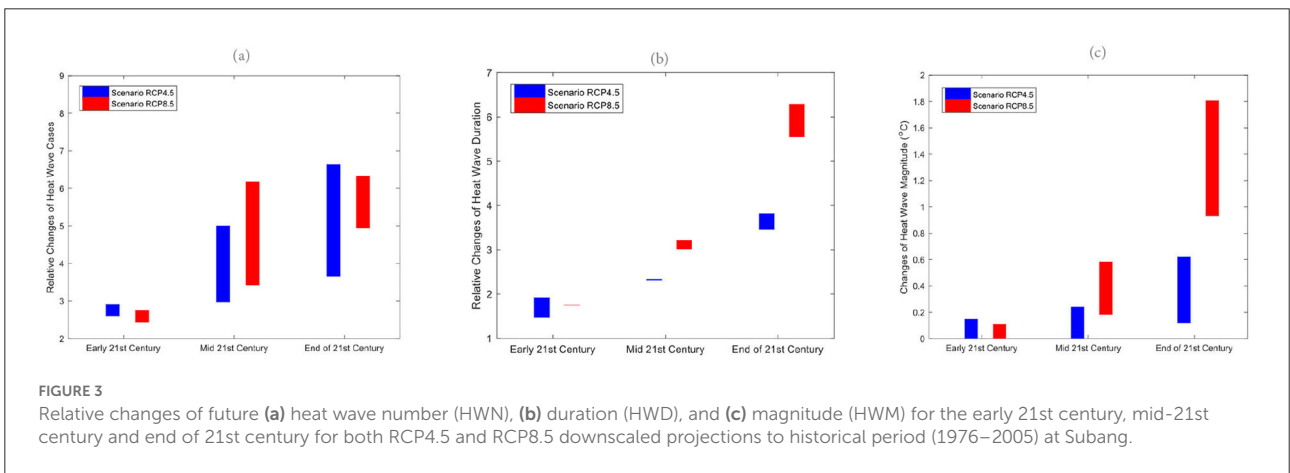 (a)
9
8
7
6
5
4
3
2
Relative Changes of Heat Wave Cases
Scenario RCP4.5
Scenario RCP8.5
Early 21st Century
Mid 21st Century
End of 21st Century
(b)
7
6
5
4
3
2
1
Relative Changes of Heat Wave Duration
Scenario RCP4.5
Scenario RCP8.5
Early 21st Century
Mid 21st Century
End of 21st Century
(c)
2
1.8
1.6
1.4
1.2
1
0.8
0.6
0.4
0.2
0
Changes of Heat Wave Magnitude (°C)
Scenario RCP4.5
Scenario RCP8.5
Early 21st Century
Mid 21st Century
End of 21st Century
FIGURE 3
Relative changes of future (a) heat wave number (HWN), (b) duration (HWD), and (c) magnitude (HWM) for the early 21st century, mid-21st
century and end of 21st century for both RCP4.5 and RCP8.5 downscaled projections to historical period (1976–2005) at Subang.